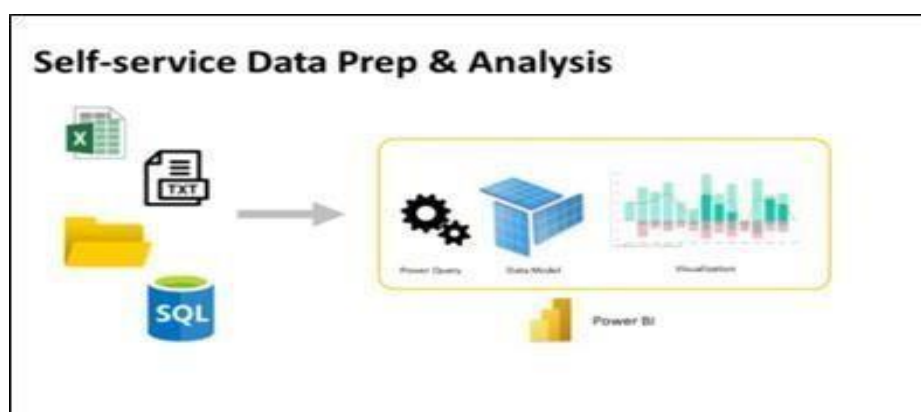 Self-service Data Prep & Analysis
X
TXT
SQL
Power Query
Data Model
Visualization
Power BI